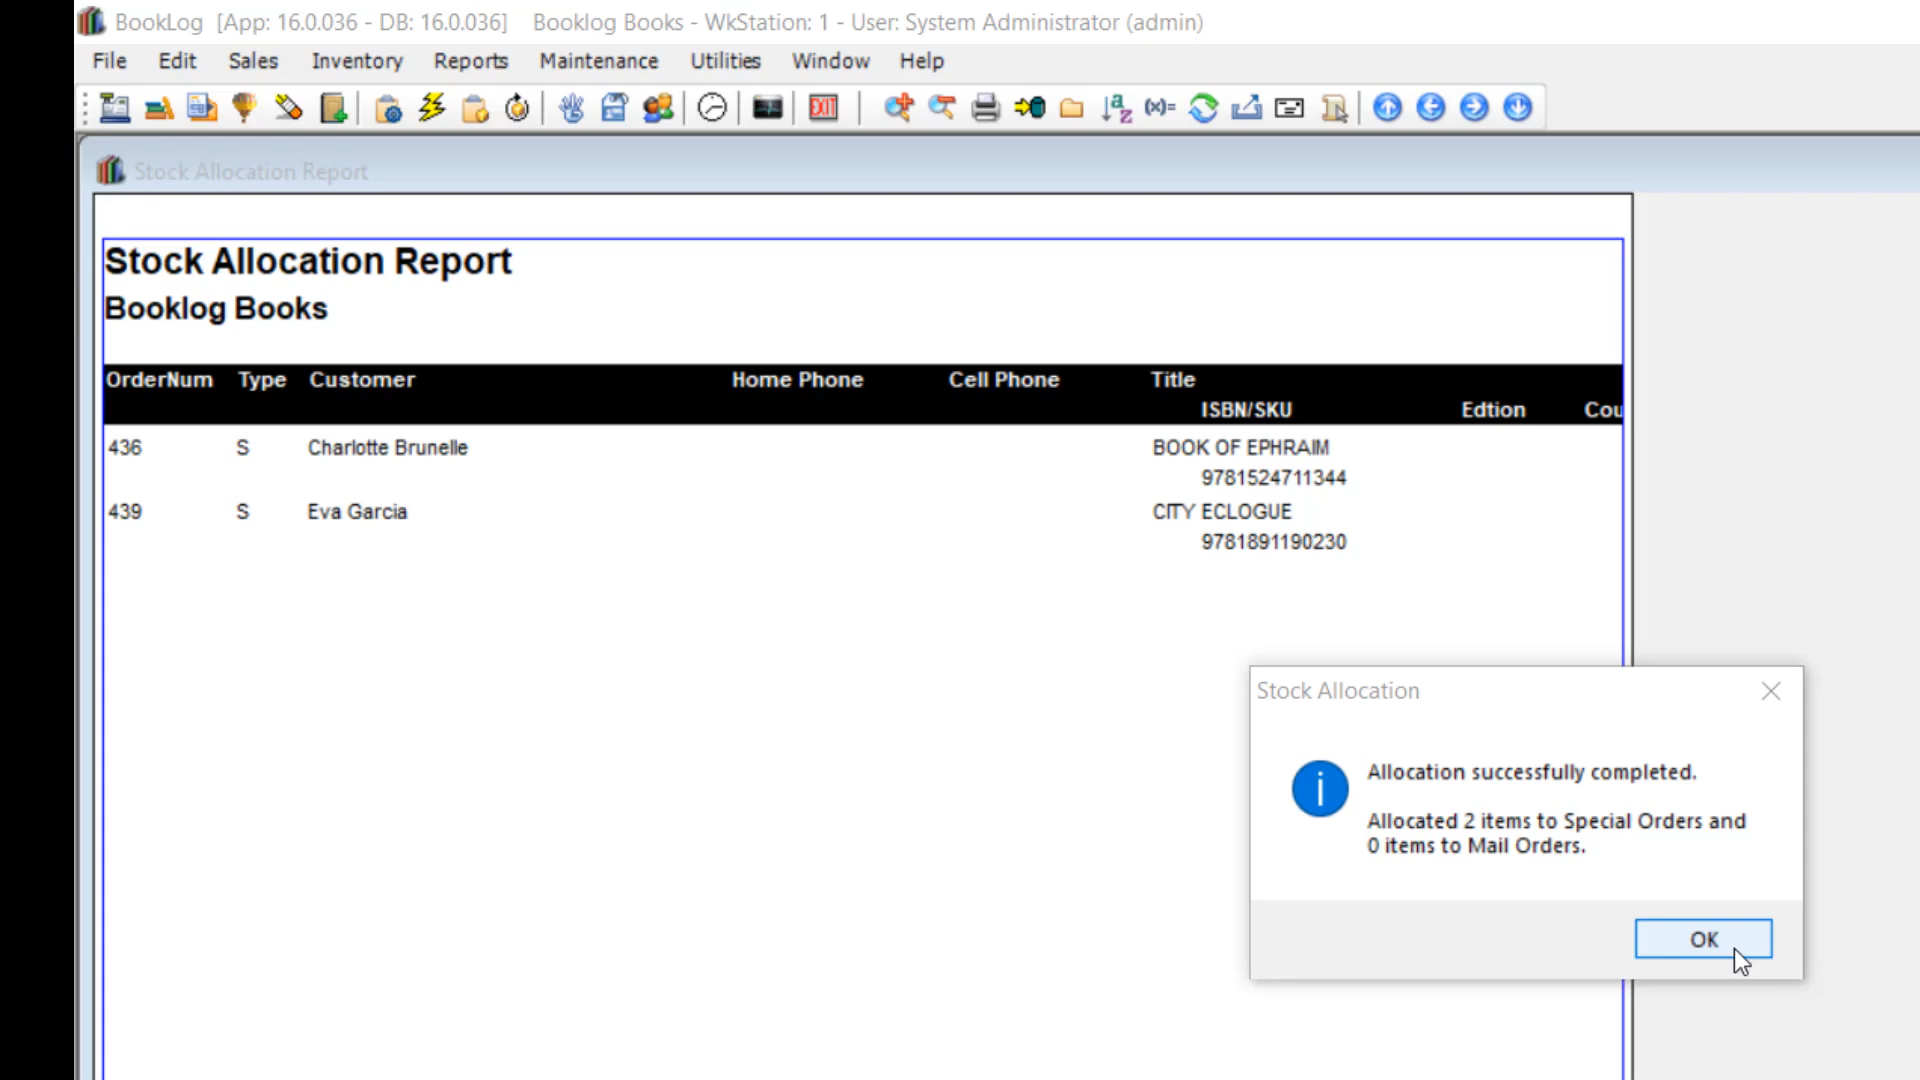 BookLog [App: 16.0.036 - DB: 16.0.036] Booklog Books - WkStation: 1 - User: System Administrator (admin)
File Edit Sales Inventory Reports Maintenance Utilities Window Help
EXIT a z (x)=
Stock Allocation Report
Stock Allocation Report
Booklog Books
OrderNum Type Customer Home Phone Cell Phone Title
ISBN/SKU Edtion Cou
436 S Charlotte Brunelle BOOK OF EPHRAIM
9781524711344
439 S Eva Garcia CITY ECLOGUE
9781891190230
Stock Allocation
Allocation successfully completed.
Allocated 2 items to Special Orders and
0 items to Mail Orders.
OK